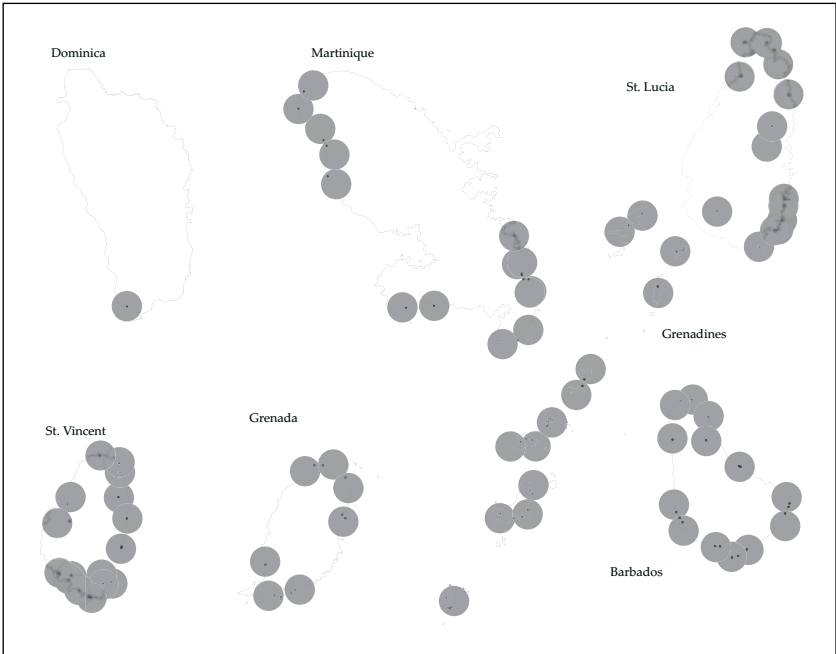 Dominica
Martinique
St. Lucia
Grenadines
St. Vincent
Grenada
Barbados